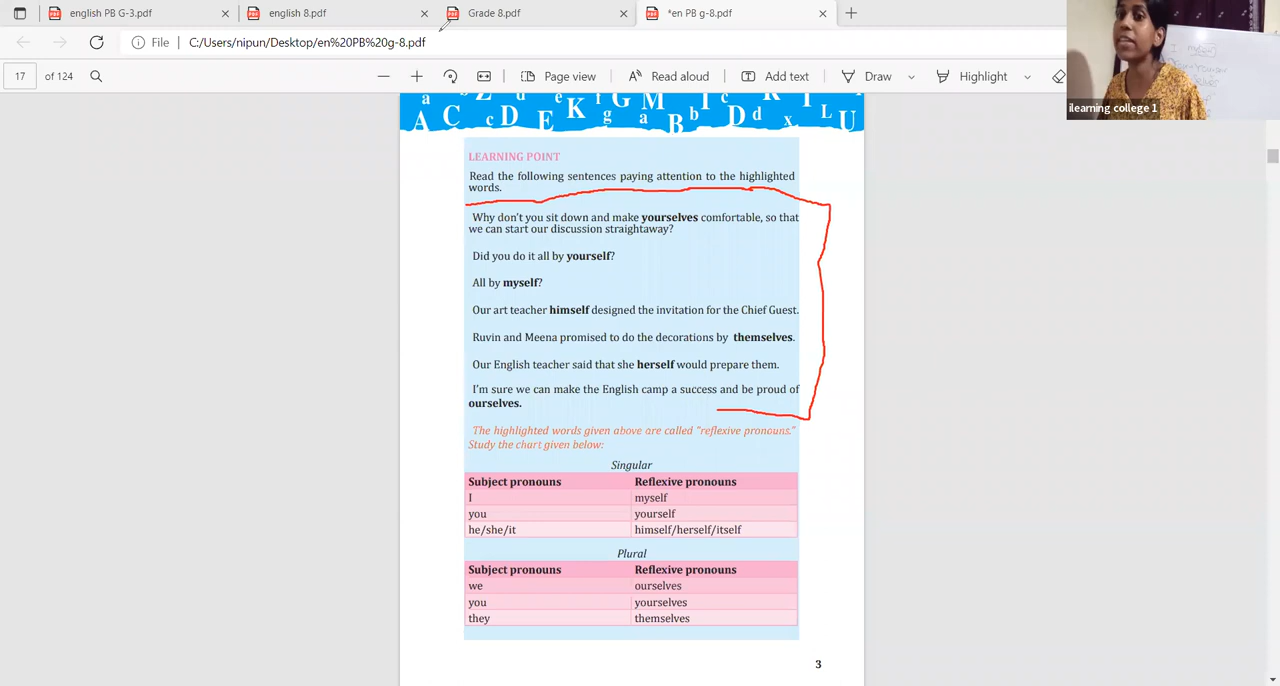 english PB G-3.pdf
english 8.pdf
Grade 8.pdf
*en PB g-8.pdf
File
C:/Users/nipun/Desktop/en%20PB%20g-8.pdf
17 of 124
Page view
Read aloud
Add text
Draw
Highlight
ilearning college 1
LEARNING POINT
Read the following sentences paying attention to the highlighted
words.
Why don't you sit down and make yourselves comfortable, so that
we can start our discussion straightaway?
Did you do it all by yourself?
All by myself?
Our art teacher himself designed the invitation for the Chief Guest.
Ruvin and Meena promised to do the decorations by themselves.
Our English teacher said that she herself would prepare them.
I'm sure we can make the English camp a success and be proud of
ourselves.
The highlighted words given above are called "reflexive pronouns."
Study the chart given below:
Singular
Subject pronouns Reflexive pronouns
I myself
you yourself
he/she/it himself/herself/itself
Plural
Subject pronouns Reflexive pronouns
we ourselves
you yourselves
they themselves
3